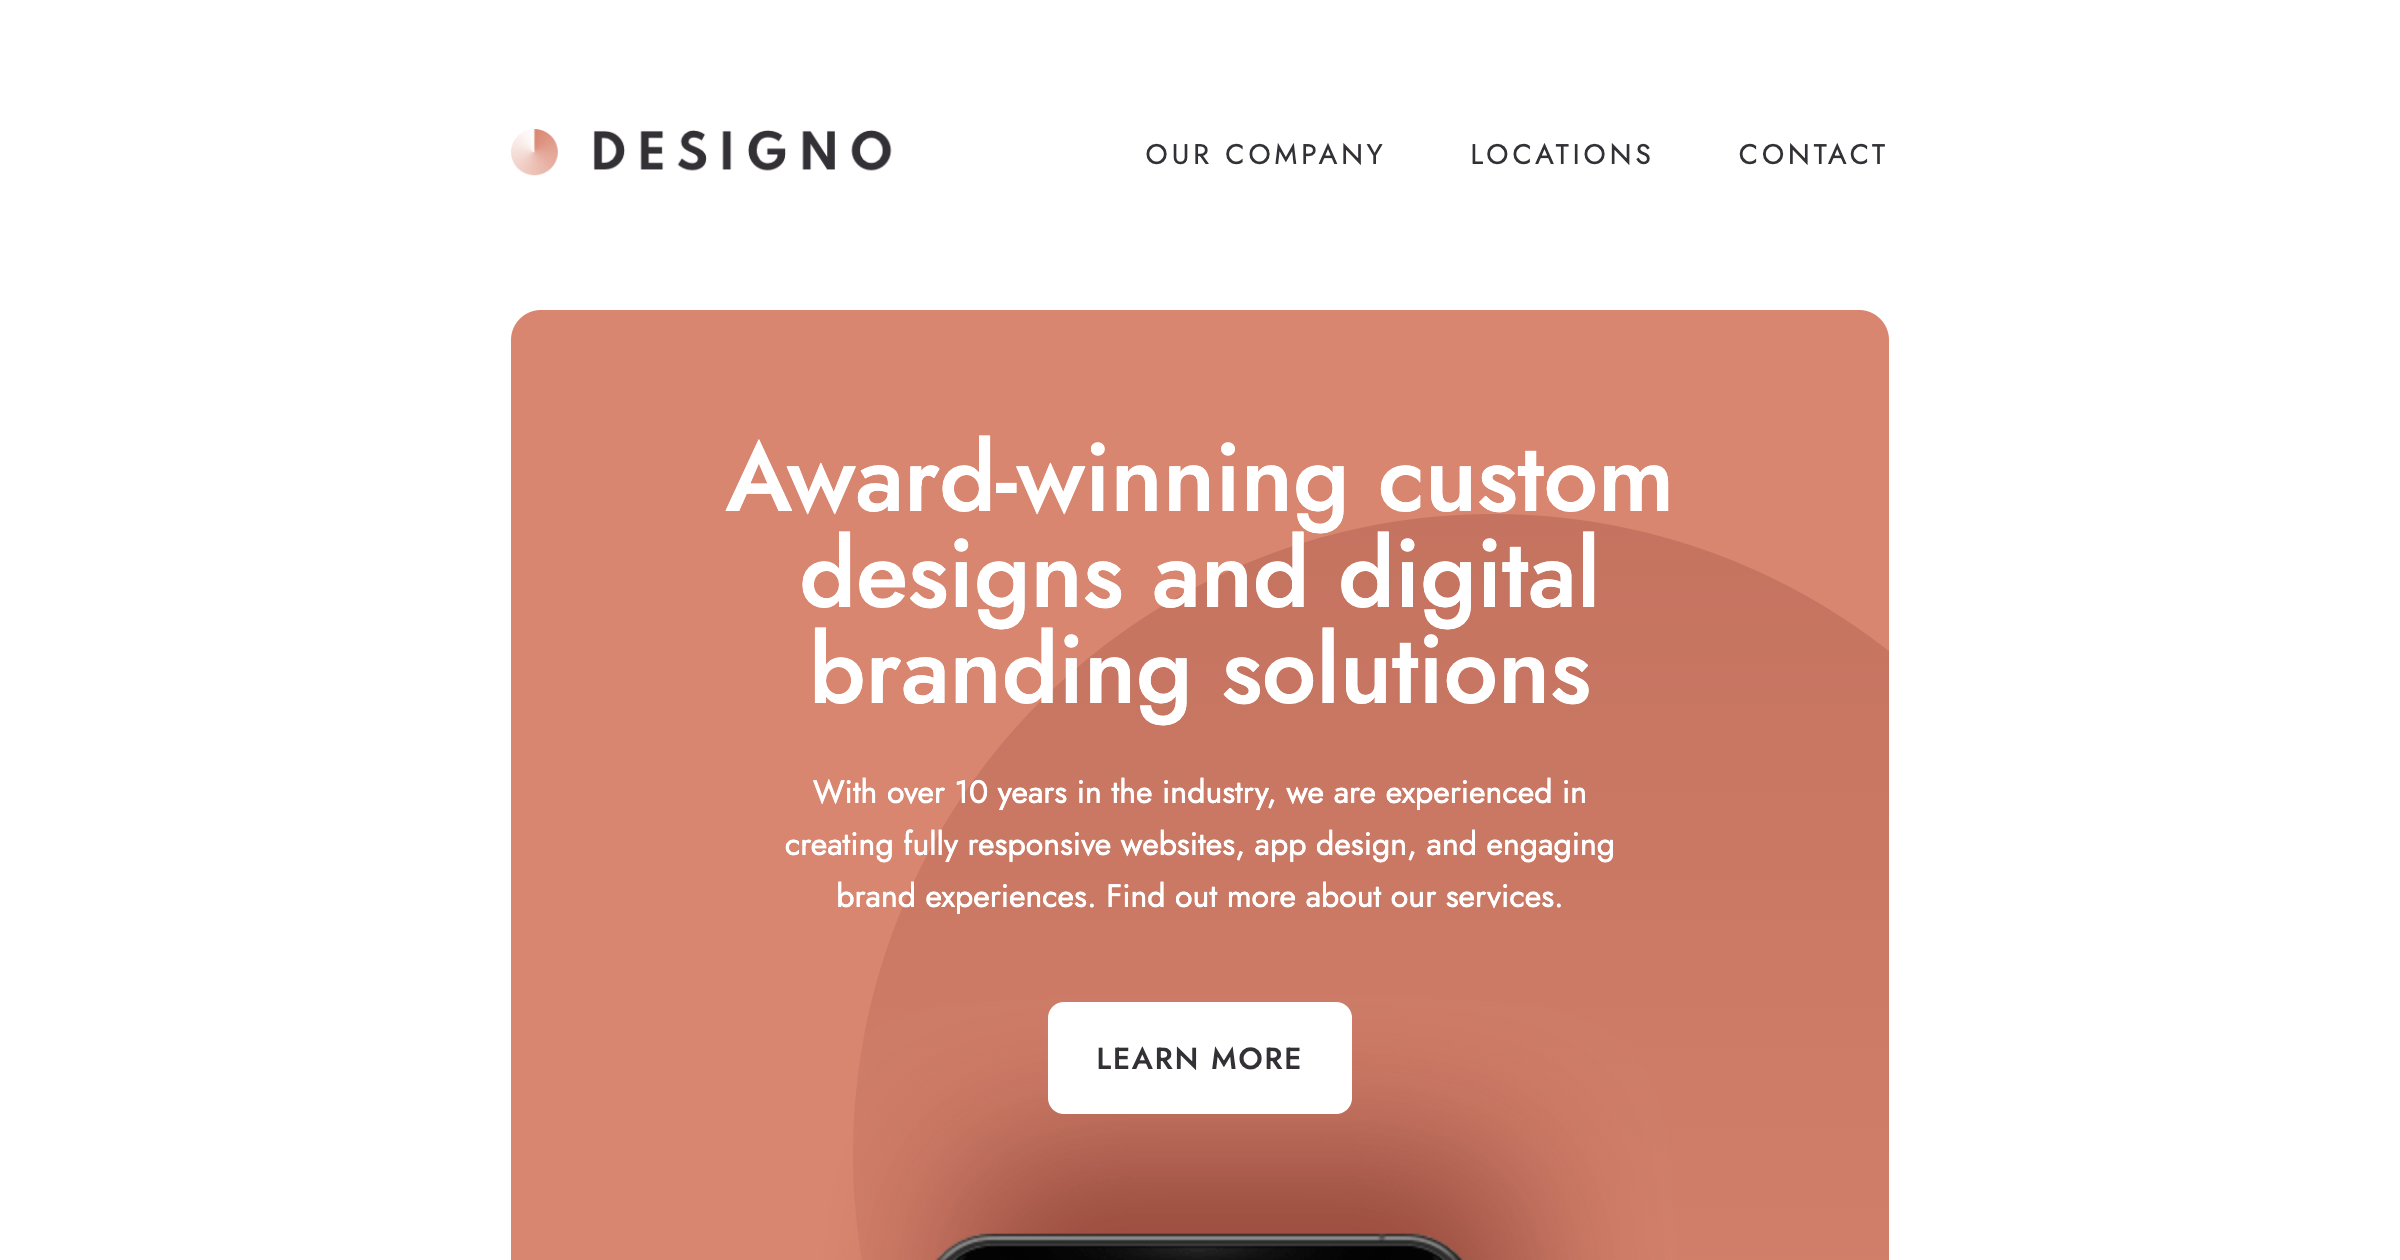 DESIGNO
OUR COMPANY
LOCATIONS
CONTACT
Award-winning custom
designs and digital
branding solutions
With over 10 years in the industry, we are experienced in
creating fully responsive websites, app design, and engaging
brand experiences. Find out more about our services.
LEARN MORE